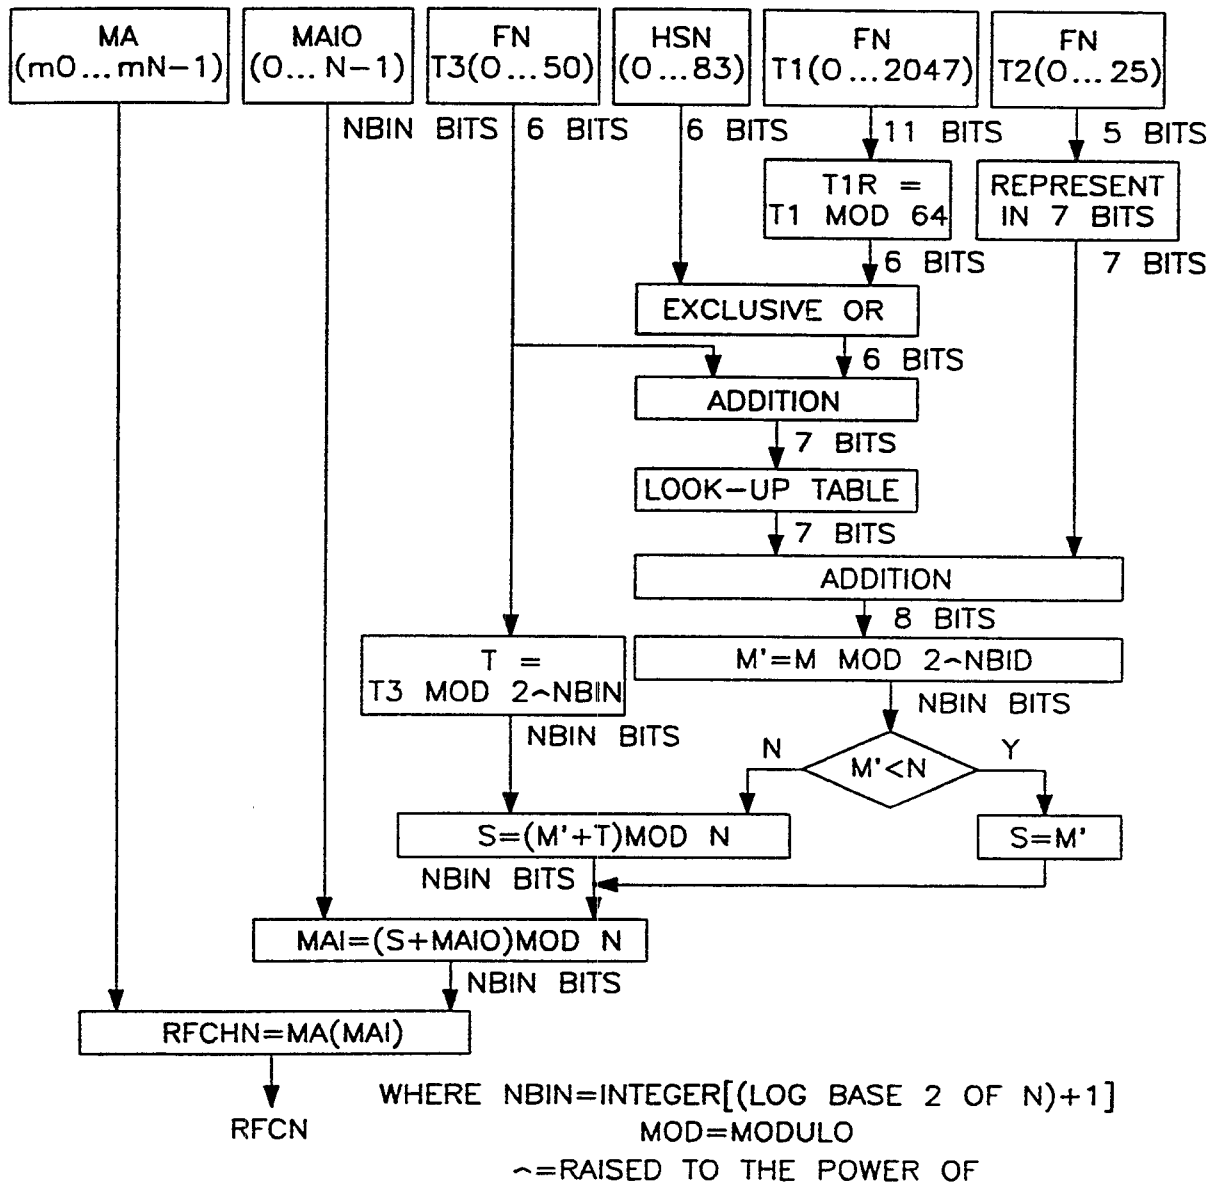 MA
(m0...mN-1)
MAIO
(0... N-1)
FN
T3(0...50)
HSN
(0...83)
FN
T1(0...2047)
FN
T2(0...25)
NBIN BITS
6 BITS
6 BITS
11 BITS
5 BITS
T1R =
T1 MOD 64
REPRESENT
IN 7 BITS
6 BITS
7 BITS
EXCLUSIVE OR
6 BITS
ADDITION
7 BITS
LOOK-UP TABLE
7 BITS
ADDITION
8 BITS
T =
T3 MOD 2~NBIN
M'=M MOD 2~NBID
NBIN BITS
NBIN BITS
N
M'<N
Y
S=(M'+T)MOD N
S=M'
NBIN BITS
MAI=(S+MAIO)MOD N
NBIN BITS
RFCHN=MA(MAI)
RFCN
WHERE NBIN=INTEGER[(LOG BASE 2 OF N)+1]
MOD=MODULO
~=RAISED TO THE POWER OF